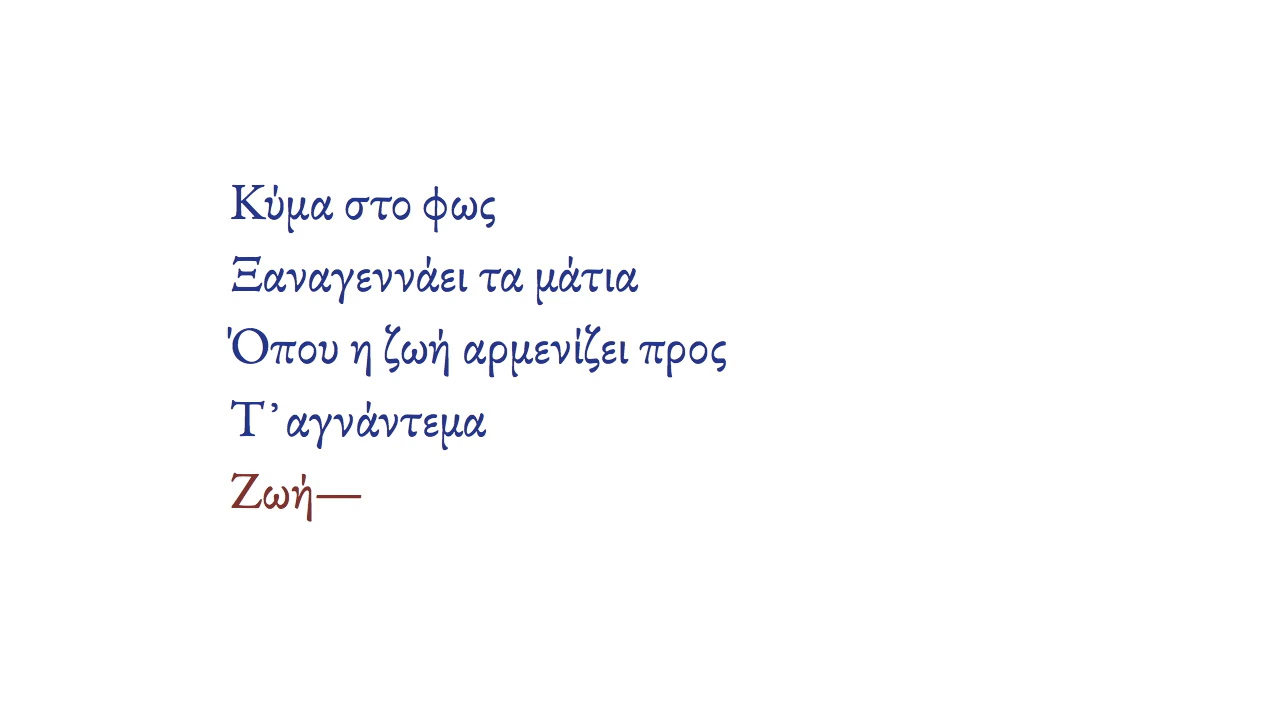 Κύμα στο φως
Ξαναγεννάει τα μάτια
Όπου η ζωή αρμενίζει προς
Τ᾽ αγνάντεμα
Ζωή—